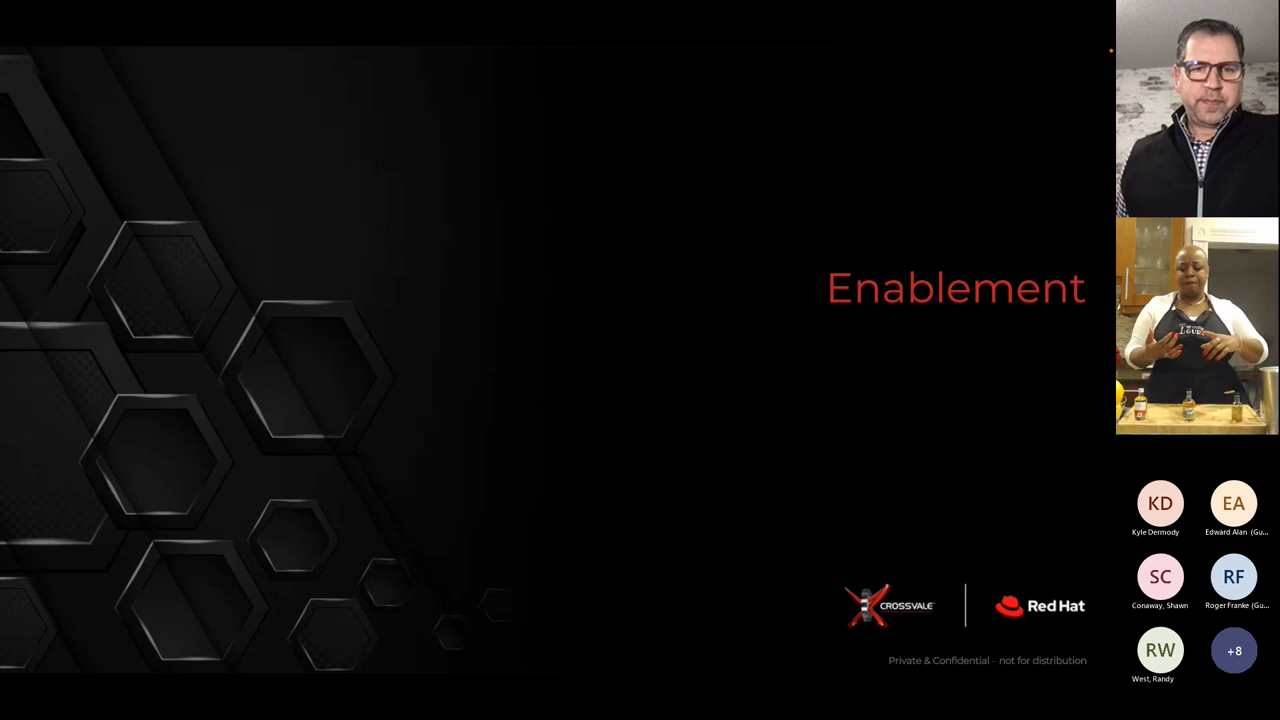 Enablement
CROSSVALE
Red Hat
Private & Confidential – not for distribution
KD
Kyle Dermody
EA
Edward Alan (Gu...
SC
Conaway, Shawn
RF
Roger Franke (Gu...
RW
West, Randy
+8